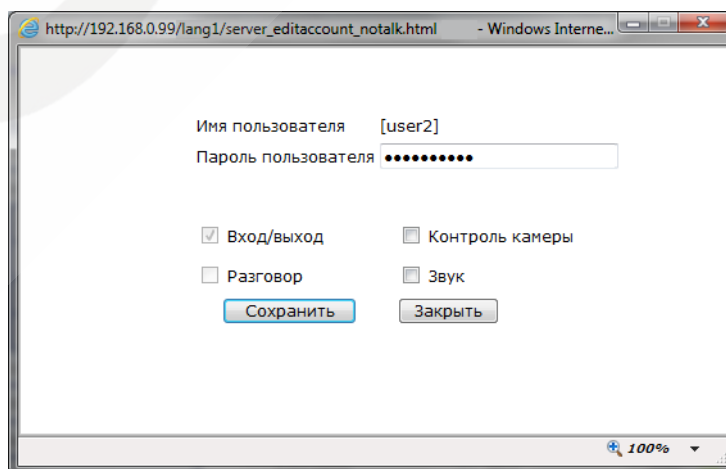 http://192.168.0.99/lang1/server_editaccount_notalk.html - Windows Interne...
Имя пользователя [user2]
Пароль пользователя ••••••••••
Вход/выход Контроль камеры
Разговор Звук
Сохранить Закрыть
100%